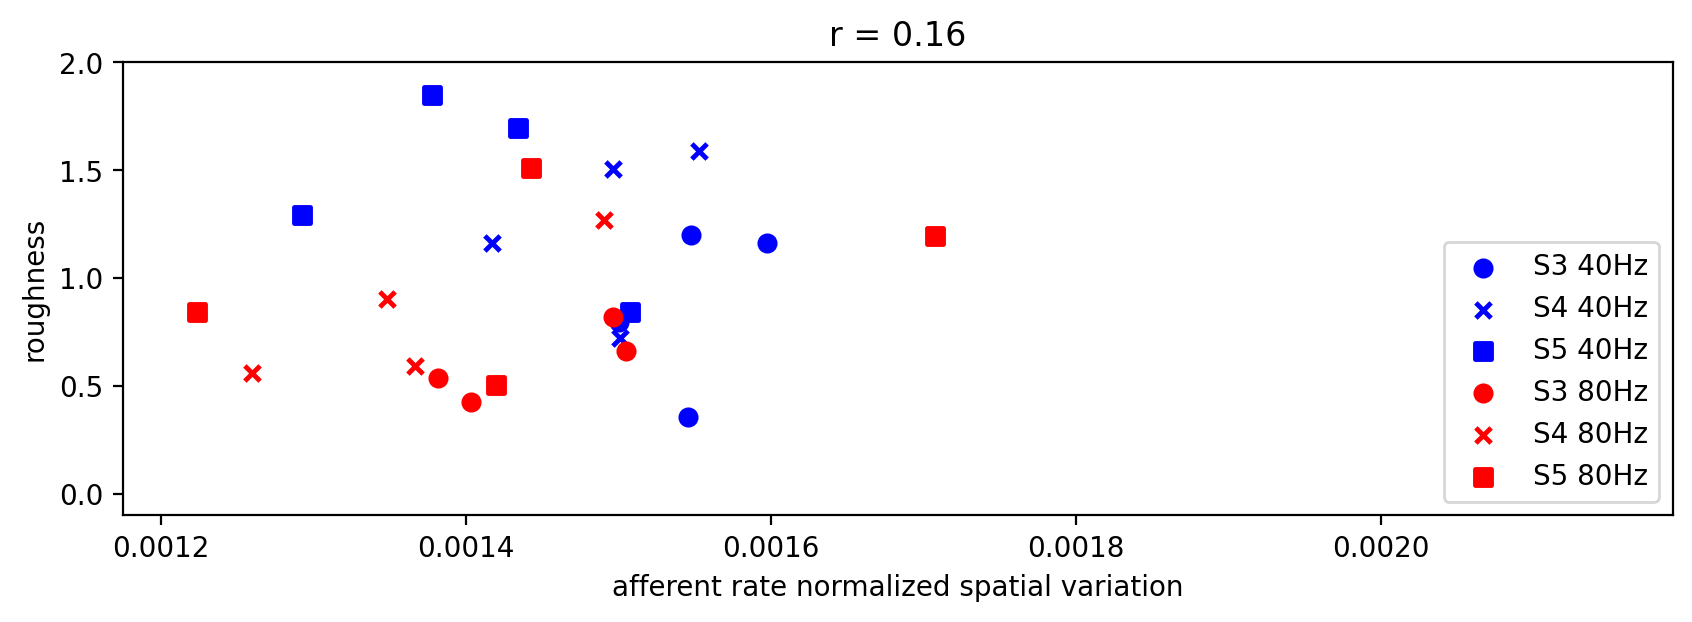 r = 0.16
2.0
1.5
1.0
0.5
0.0
roughness
0.0012 0.0014 0.0016 0.0018 0.0020
afferent rate normalized spatial variation
S3 40Hz
S4 40Hz
S5 40Hz
S3 80Hz
S4 80Hz
S5 80Hz